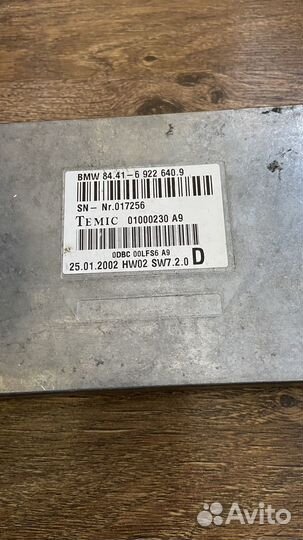 BMW 84.41-6 922 640.9
SN- Nr.017256
TEMIC 01000230 A9
0DBC 00LFS6 A9
25.01.2002 HW02 SW7.2.0 D
Avito